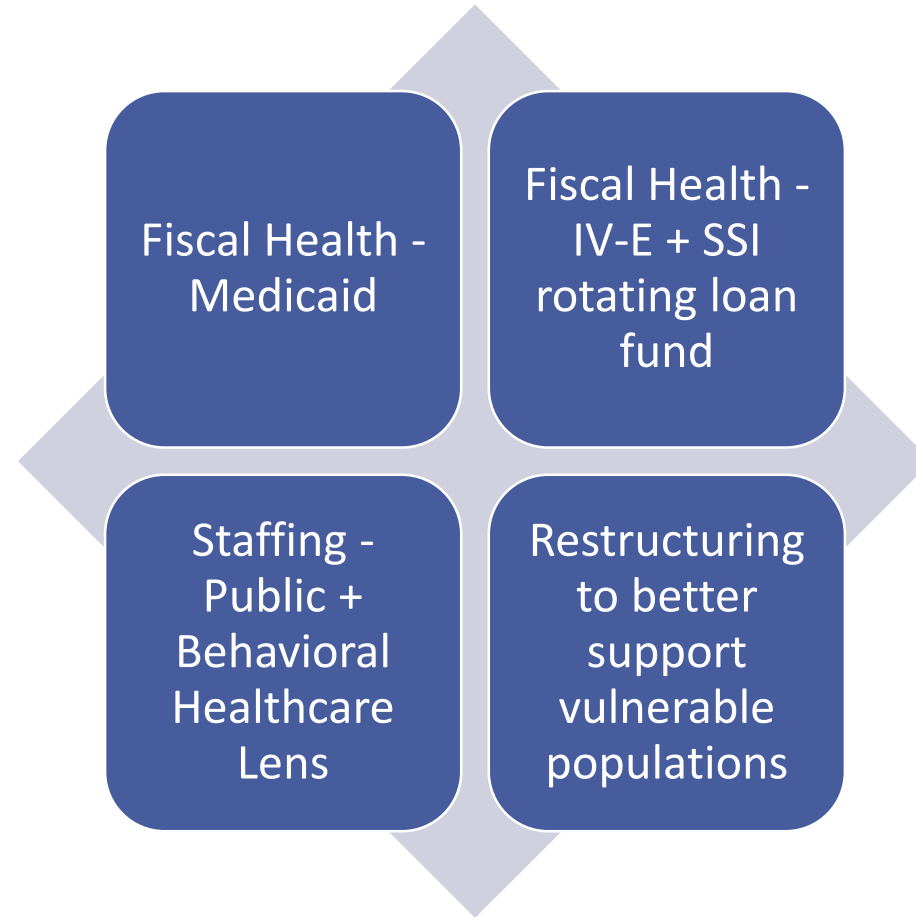 Fiscal Health -
Medicaid
Fiscal Health -
IV-E + SSI
rotating loan
fund
Staffing -
Public +
Behavioral
Healthcare
Lens
Restructuring
to better
support
vulnerable
populations